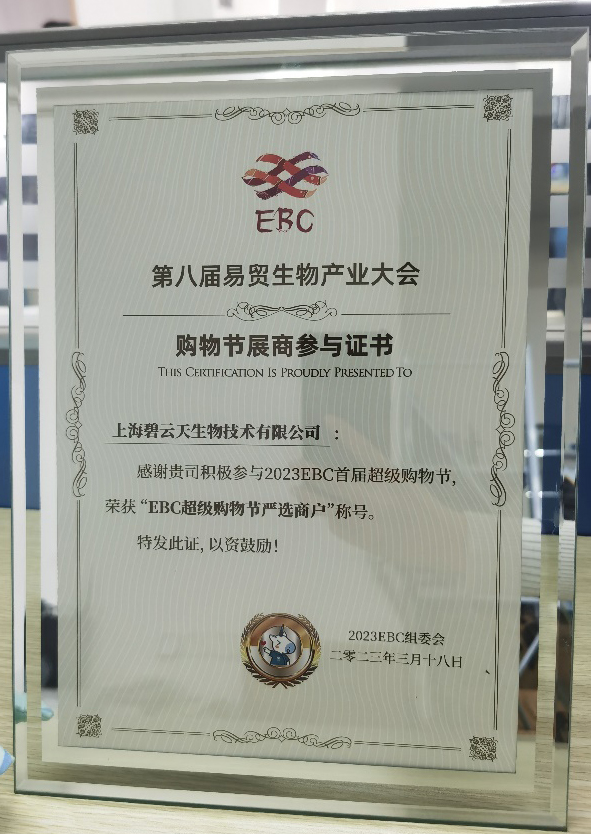 EBC
第八届易贸生物产业大会
购物节展商参与证书
THIS CERTIFICATION IS PROUDLY PRESENTED TO
上海碧云天生物技术有限公司 ：
感谢贵司积极参与2023EBC首届超级购物节，
荣获“EBC超级购物节严选商户”称号。
特发此证, 以资鼓励！
2023EBC组委会
二零二三年三月十八日